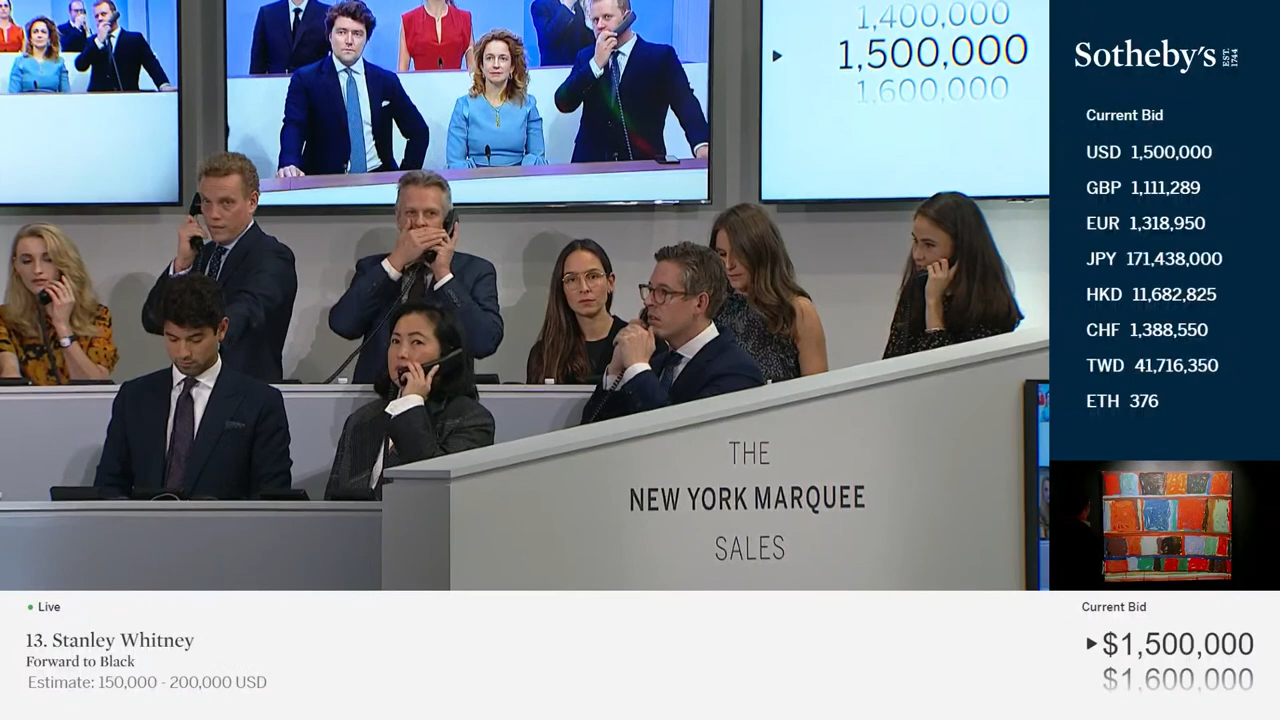 1,400,000
1,500,000
1,600,000
Sotheby's EST. 1744
Current Bid
USD 1,500,000
GBP 1,111,289
EUR 1,318,950
JPY 171,438,000
HKD 11,682,825
CHF 1,388,550
TWD 41,716,350
ETH 376
THE
NEW YORK MARQUEE
SALES
Live
13. Stanley Whitney
Forward to Black
Estimate: 150,000 - 200,000 USD
Current Bid
$1,500,000
$1,600,000